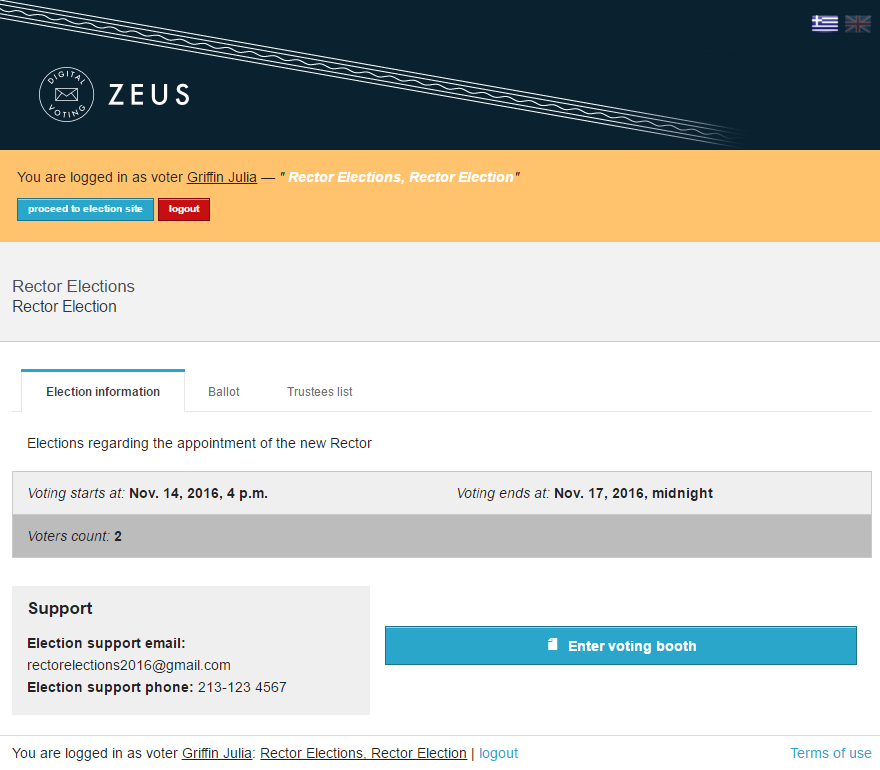 DIGITAL
VOTING
ZEUS
You are logged in as voter Griffin Julia — " Rector Elections, Rector Election"
proceed to election site logout
Rector Elections
Rector Election
Election information Ballot Trustees list
Elections regarding the appointment of the new Rector
Voting starts at: Nov. 14, 2016, 4 p.m. Voting ends at: Nov. 17, 2016, midnight
Voters count: 2
Support
Election support email:
rectorelections2016@gmail.com
Election support phone: 213-123 4567
Enter voting booth
You are logged in as voter Griffin Julia: Rector Elections, Rector Election | logout Terms of use